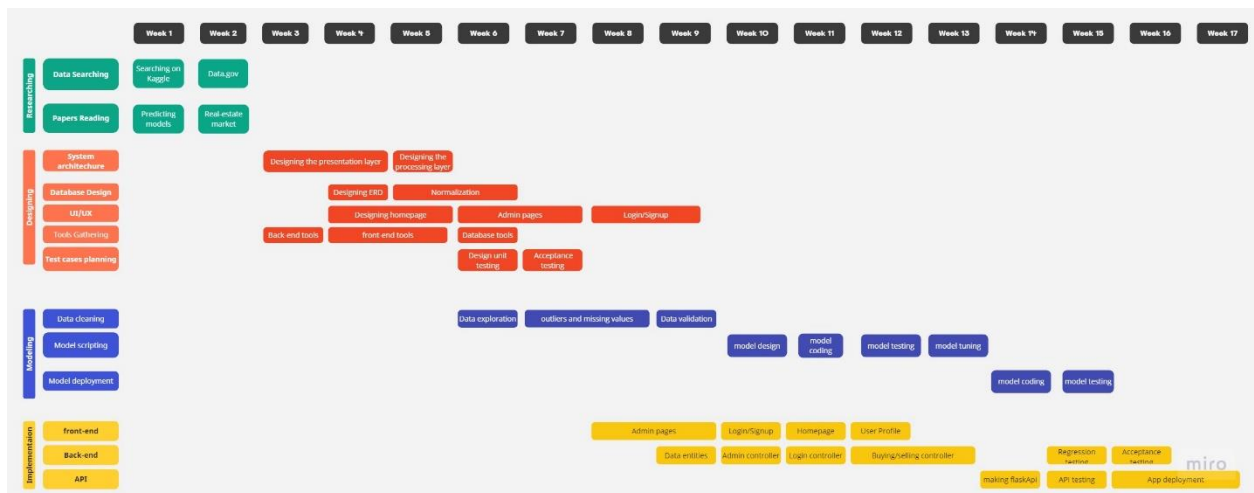 Week 1 Week 2 Week 3 Week 4 Week 5 Week 6 Week 7 Week 8 Week 9 Week 10 Week 11 Week 12 Week 13 Week 14 Week 15 Week 16 Week 17
Researching
Data Searching
Searching on
Kaggle
Data.gov
Papers Reading
Predicting
models
Real-estate
market
Designing
System
architechure
Designing the presentation layer
Designing the
processing layer
Database Design
Designing ERD
Normalization
UI/UX
Designing homepage
Admin pages
Login/Signup
Tools Gathering
Back end tools
front end tools
Database tools
Test cases planning
Design unit
testing
Acceptance
testing
Modeling
Data cleaning
Data exploration
outliers and missing values
Data validation
Model scripting
model design
model
coding
model testing
model tuning
Model deployment
model coding
model testing
Implementaion
front-end
Admin pages
Login/Signup
Homepage
User Profile
Back-end
Data entities
Admin controller
Login controller
Buying/selling controller
Regression
testing
Acceptance
testing
API
making flaskApi
API testing
App deployment
miro